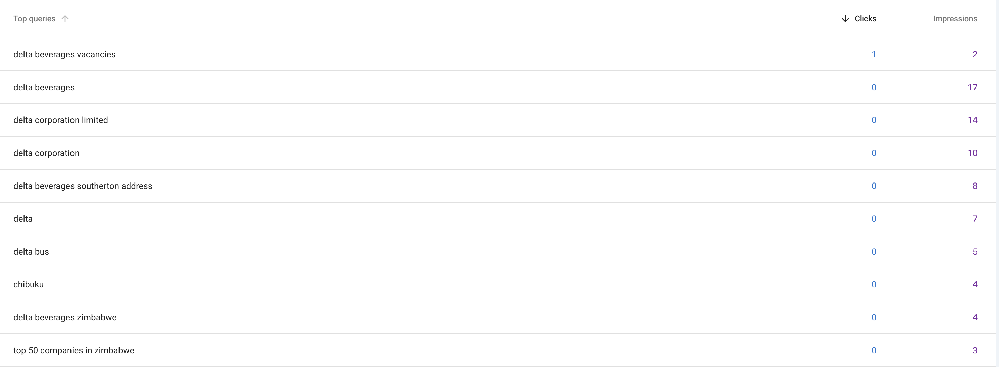 Top queries Clicks Impressions
delta beverages vacancies 1 2
delta beverages 0 17
delta corporation limited 0 14
delta corporation 0 10
delta beverages southerton address 0 8
delta 0 7
delta bus 0 5
chibuku 0 4
delta beverages zimbabwe 0 4
top 50 companies in zimbabwe 0 3